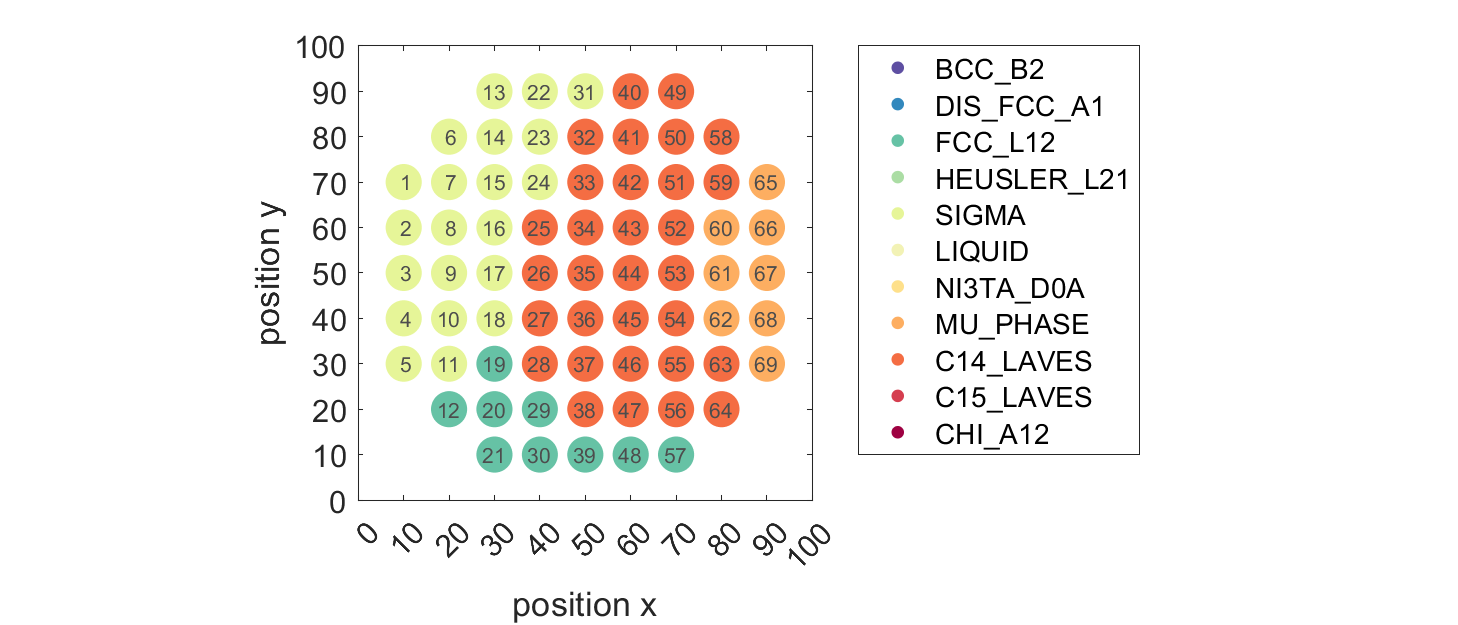 100
90
80
70
60
50
40
30
20
10
0
position y
13 22 31 40 49
6 14 23 32 41 50 58
1 7 15 24 33 42 51 59 65
2 8 16 25 34 43 52 60 66
3 9 17 26 35 44 53 61 67
4 10 18 27 36 45 54 62 68
5 11 19 28 37 46 55 63 69
12 20 29 38 47 56 64
21 30 39 48 57
0 10 20 30 40 50 60 70 80 90 100
position x
BCC_B2
DIS_FCC_A1
FCC_L12
HEUSLER_L21
SIGMA
LIQUID
NI3TA_D0A
MU_PHASE
C14_LAVES
C15_LAVES
CHI_A12